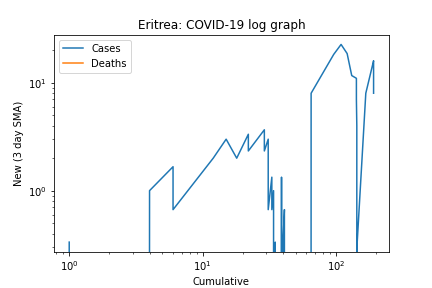 Eritrea: COVID-19 log graph
Cases
Deaths
New (3 day SMA)
10¹
10⁰
10⁰ 10¹ 10²
Cumulative